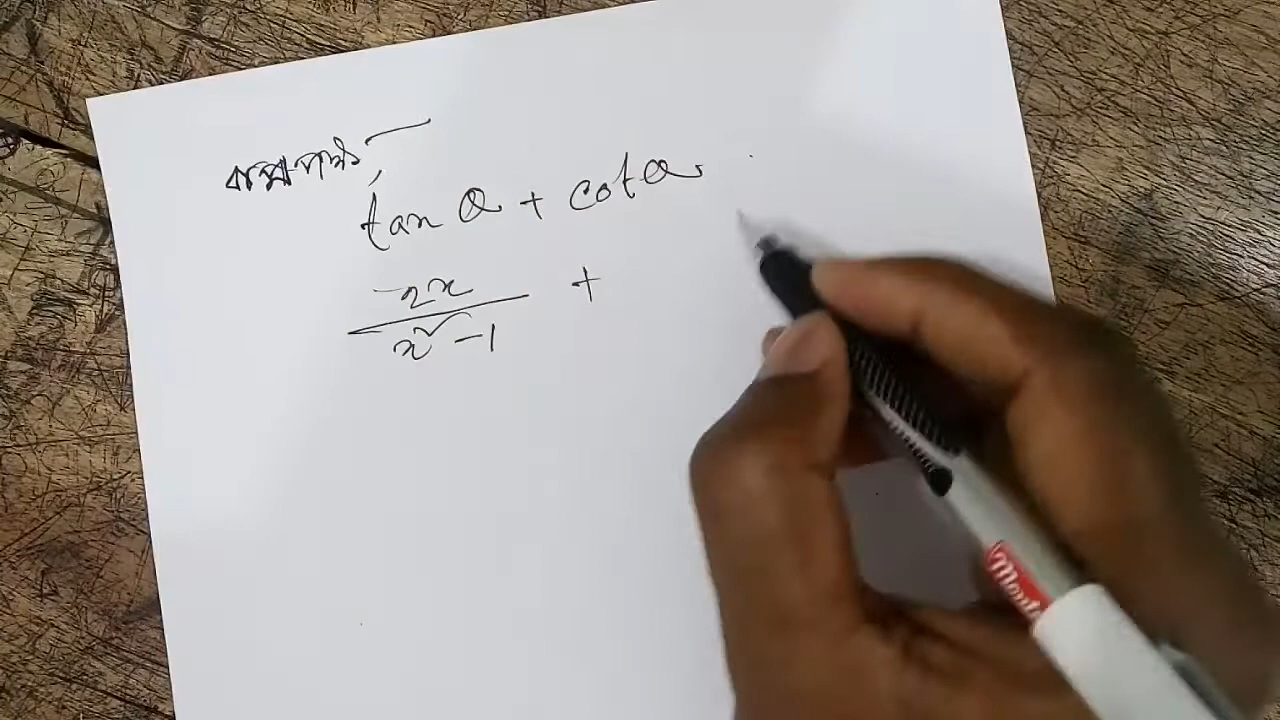 বামপক্ষ,
tan θ + cot θ
2x / x² - 1 +